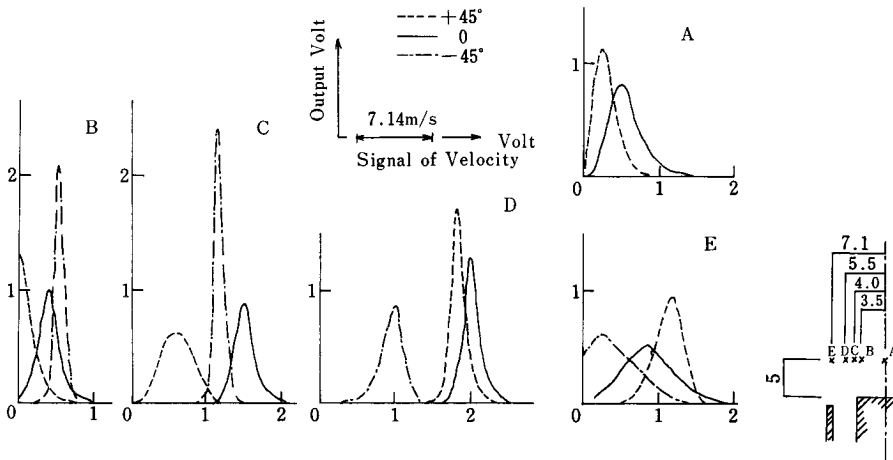 +45°
0
−45°
Output Volt
7.14m/s
Volt
Signal of Velocity
A
1
0 1 2
B
2
1
0 1
C
2
1
0 1 2
D
1
0 1 2
E
1
0 1 2
7.1
5.5
4.0
3.5
E D C B A
5